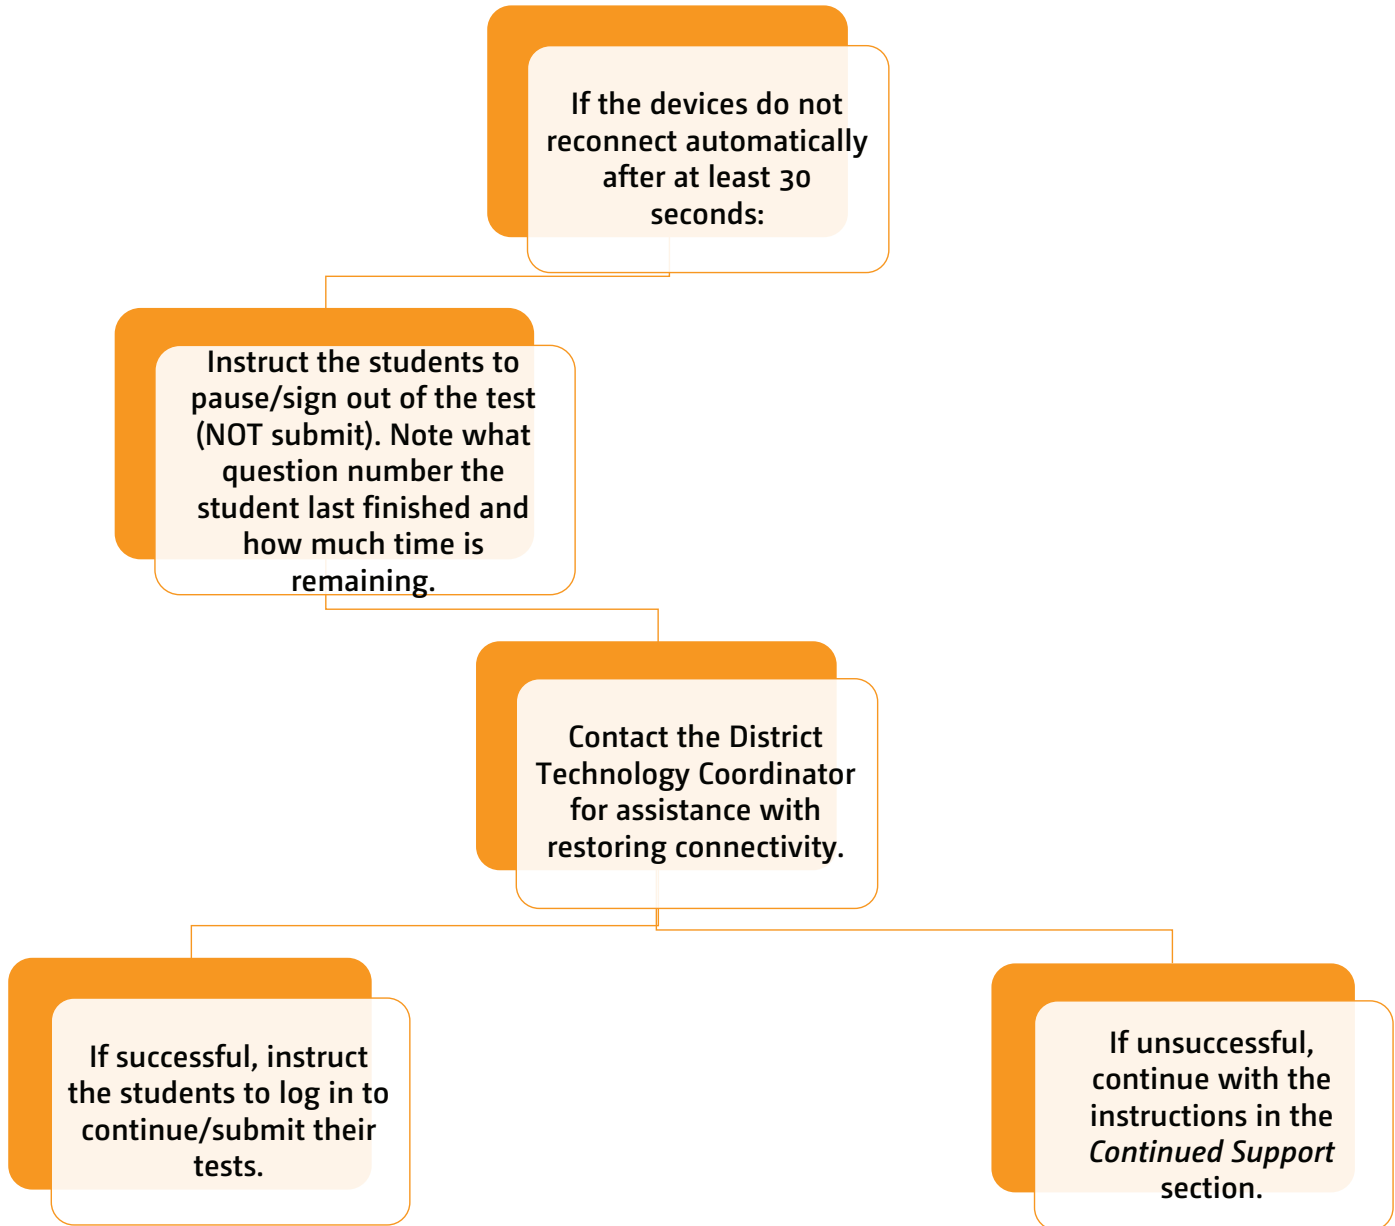 If the devices do not
reconnect automatically
after at least 30
seconds:
Instruct the students to
pause/sign out of the test
(NOT submit). Note what
question number the
student last finished and
how much time is
remaining.
Contact the District
Technology Coordinator
for assistance with
restoring connectivity.
If successful, instruct
the students to log in to
continue/submit their
tests.
If unsuccessful,
continue with the
instructions in the
Continued Support
section.